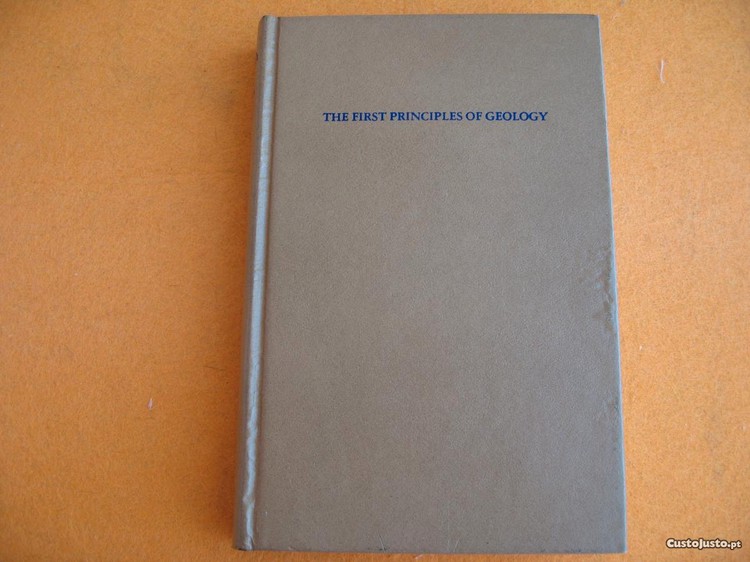 THE FIRST PRINCIPLES OF GEOLOGY
CustoJusto.pt